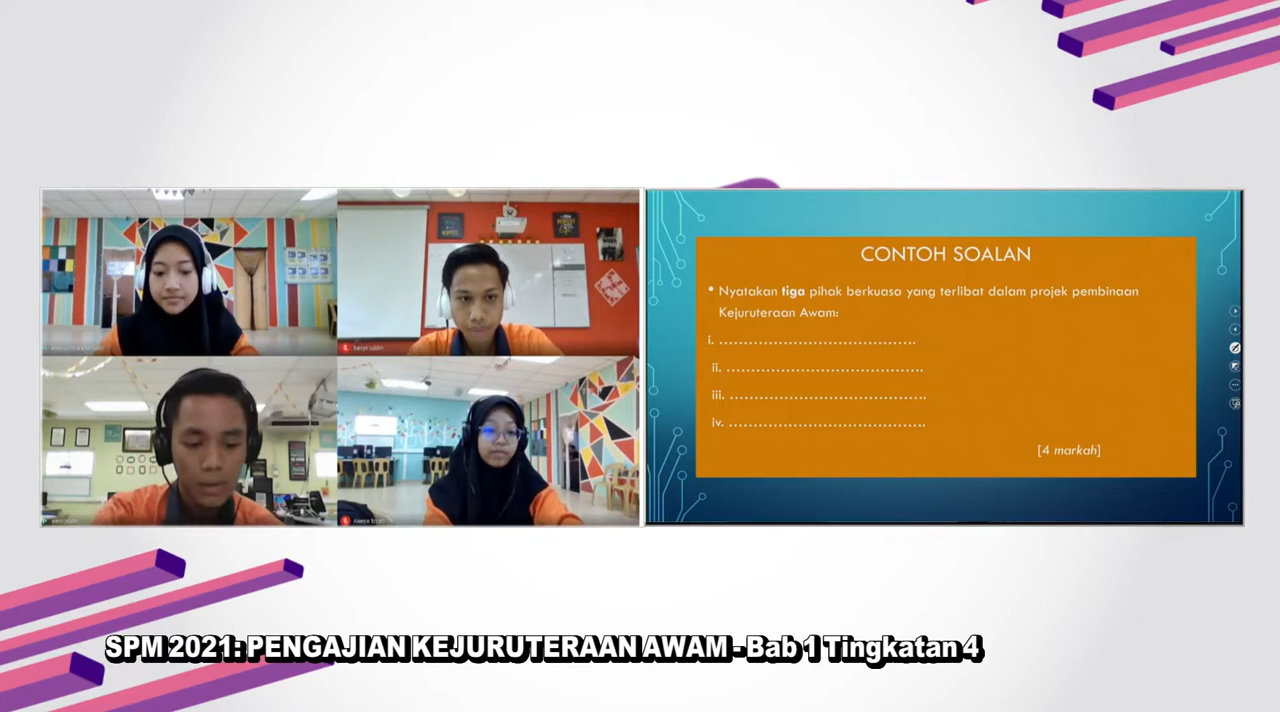 CONTOH SOALAN
• Nyatakan tiga pihak berkuasa yang terlibat dalam projek pembinaan
Kejuruteraan Awam:
i. …………………………………
ii. …………………………………
iii. …………………………………
iv. …………………………………
[4 markah]
SPM 2021: PENGAJIAN KEJURUTERAAN AWAM - Bab 1 Tingkatan 4